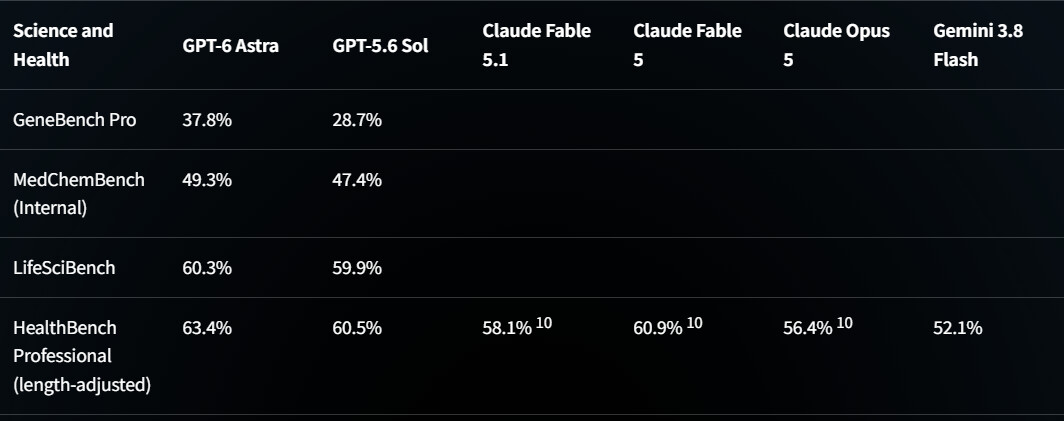 Science and Health GPT-6 Astra GPT-5.6 Sol Claude Fable 5.1 Claude Fable 5 Claude Opus 5 Gemini 3.8 Flash
GeneBench Pro 37.8% 28.7%
MedChemBench (Internal) 49.3% 47.4%
LifeSciBench 60.3% 59.9%
HealthBench Professional (length-adjusted) 63.4% 60.5% 58.1% 10 60.9% 10 56.4% 10 52.1%